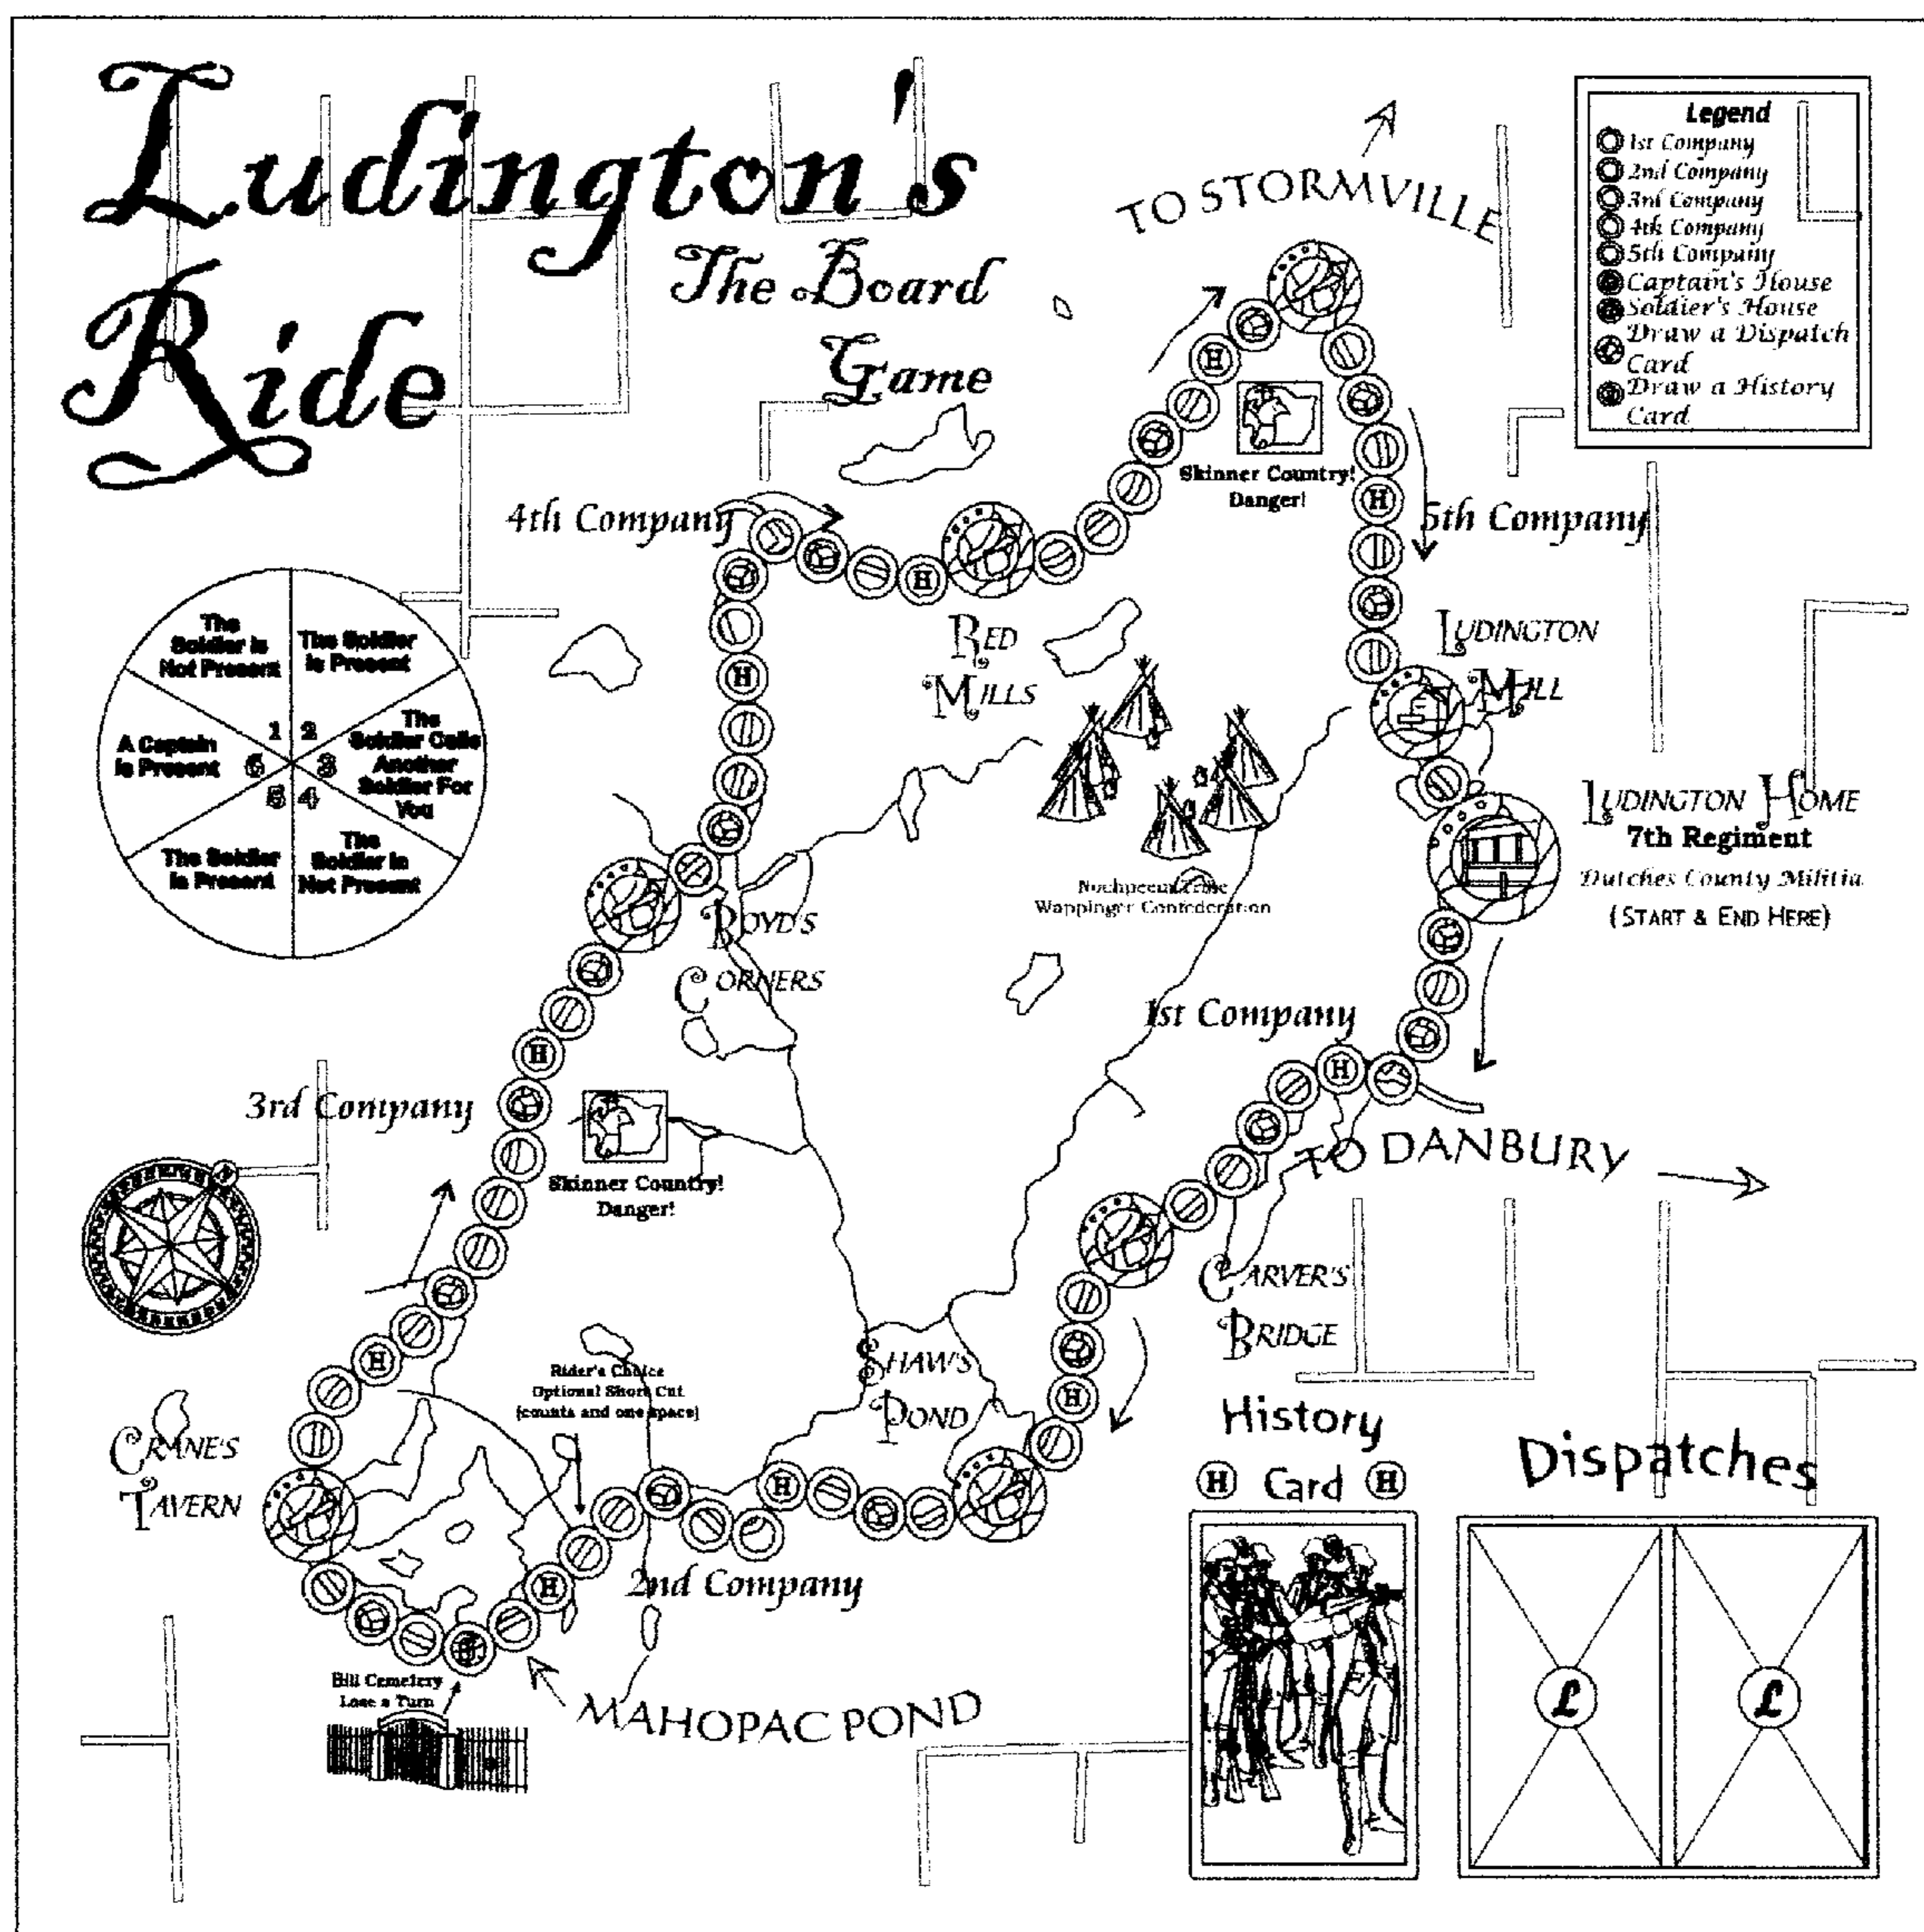 Ludington's
Ride
The Board
Game
TO STORMVILLE
Legend
1st Company
2nd Company
3rd Company
4th Company
5th Company
Captain's House
Soldier's House
Draw a Dispatch
Card
Draw a History
Card
H
Skinner Country!
Danger!
4th Company
H
H
5th Company
RED
MILLS
LUDINGTON
MILL
H
The
Soldier is
Not Present
1
The Soldier
is Present
2
The
Soldier Calls
Another
Soldier For
You
3
The
Soldier is
Not Present
4
The Soldier
is Present
5
A Captain
is Present
6
LUDINGTON HOME
7th Regiment
Dutches County Militia
(START & END HERE)
Wappinger Confederation
BOYD'S
CORNERS
1st Company
H
H
3rd Company
Skinner Country!
Danger!
TO DANBURY
N
CARVER'S
BRIDGE
SHAW'S
POND
Rider's Choice
Optional Short Cut
(counts and one space)
H
H
CRANE'S
TAVERN
H
H
2nd Company
Bill Cemetery
Lose a Turn
MAHOPAC POND
History
H Card H
Dispatches
L L